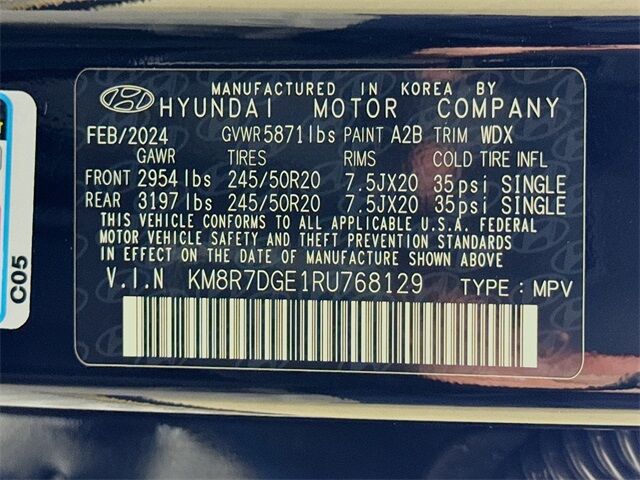 MANUFACTURED IN KOREA BY
HYUNDAI MOTOR COMPANY
FEB/2024 GVWR 5871 lbs PAINT A2B TRIM WDX
GAWR TIRES RIMS COLD TIRE INFL
FRONT 2954 lbs 245/50R20 7.5JX20 35psi SINGLE
REAR 3197 lbs 245/50R20 7.5JX20 35psi SINGLE
THIS VEHICLE CONFORMS TO ALL APPLICABLE U.S.A. FEDERAL
MOTOR VEHICLE SAFETY AND THEFT PREVENTION STANDARDS
IN EFFECT ON THE DATE OF MANUFACTURE SHOWN ABOVE
V.I.N KM8R7DGE1RU768129 TYPE : MPV
C05